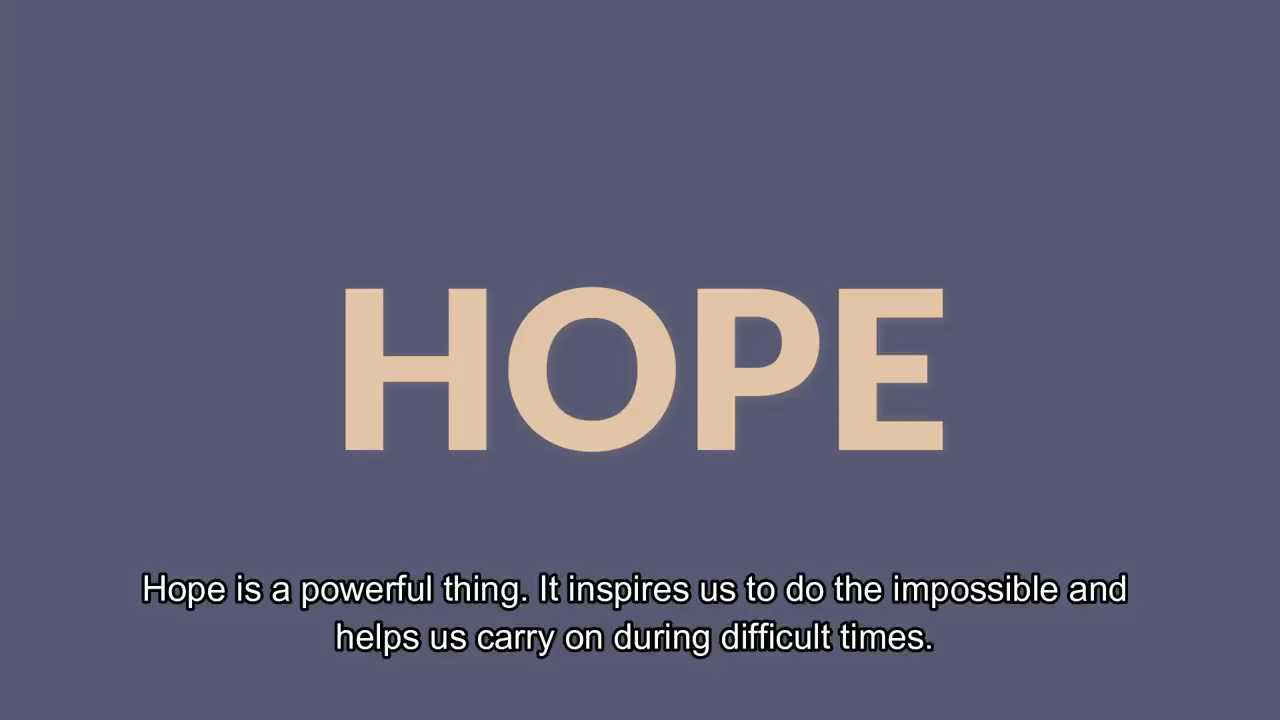 HOPE
Hope is a powerful thing. It inspires us to do the impossible and
helps us carry on during difficult times.